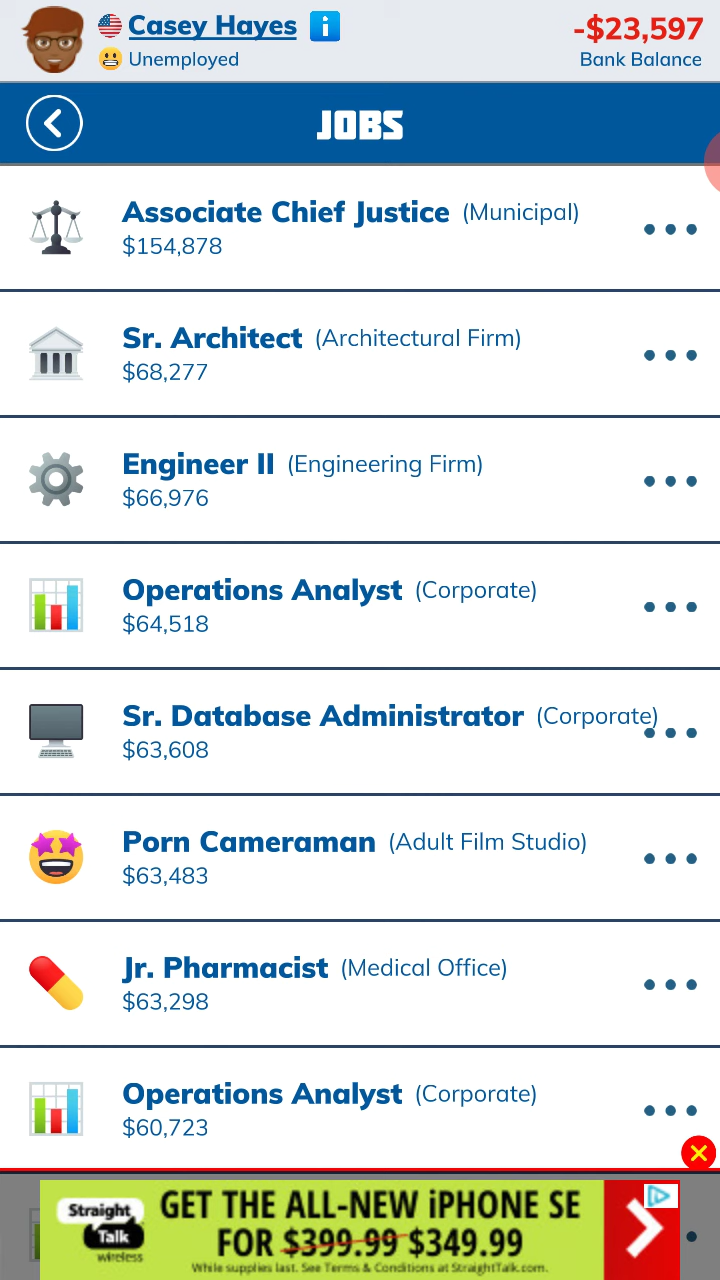 Casey Hayes
-$23,597
Unemployed
Bank Balance
JOBS
Associate Chief Justice (Municipal)
$154,878
Sr. Architect (Architectural Firm)
$68,277
Engineer II (Engineering Firm)
$66,976
Operations Analyst (Corporate)
$64,518
Sr. Database Administrator (Corporate)
$63,608
Porn Cameraman (Adult Film Studio)
$63,483
Jr. Pharmacist (Medical Office)
$63,298
Operations Analyst (Corporate)
$60,723
Straight
Talk
wireless
GET THE ALL-NEW iPHONE SE
FOR $399.99 $349.99
While supplies last. See Terms & Conditions at StraightTalk.com.